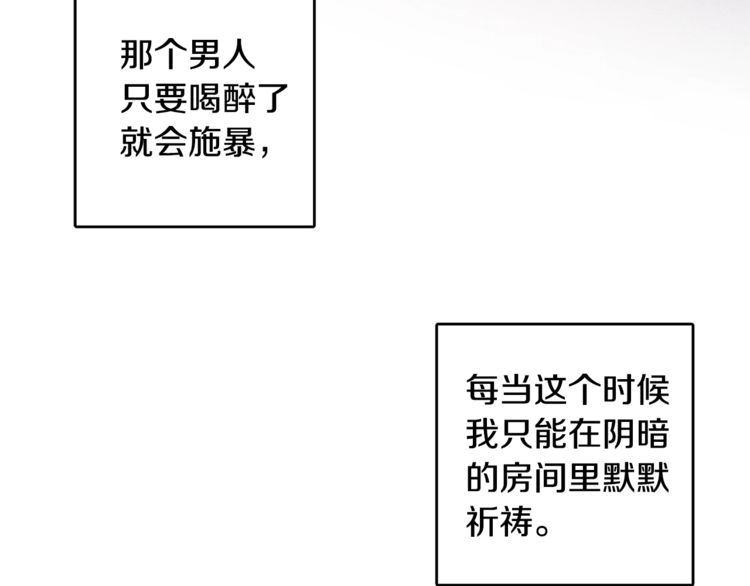 那个男人
只要喝醉了
就会施暴，
每当这个时候
我只能在阴暗
的房间里默默
祈祷。